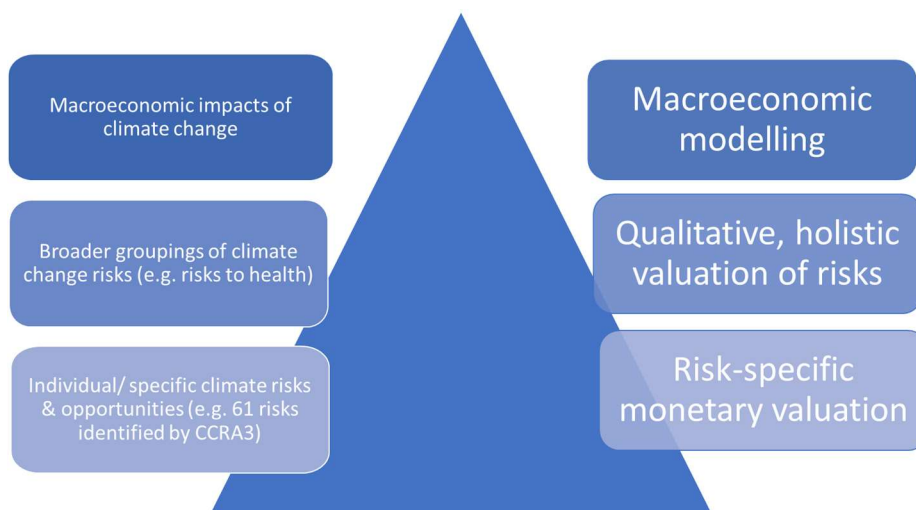 Macroeconomic impacts of
climate change
Broader groupings of climate
change risks (e.g. risks to health)
Individual/ specific climate risks
& opportunities (e.g. 61 risks
identified by CCRA3)
Macroeconomic
modelling
Qualitative, holistic
valuation of risks
Risk-specific
monetary valuation